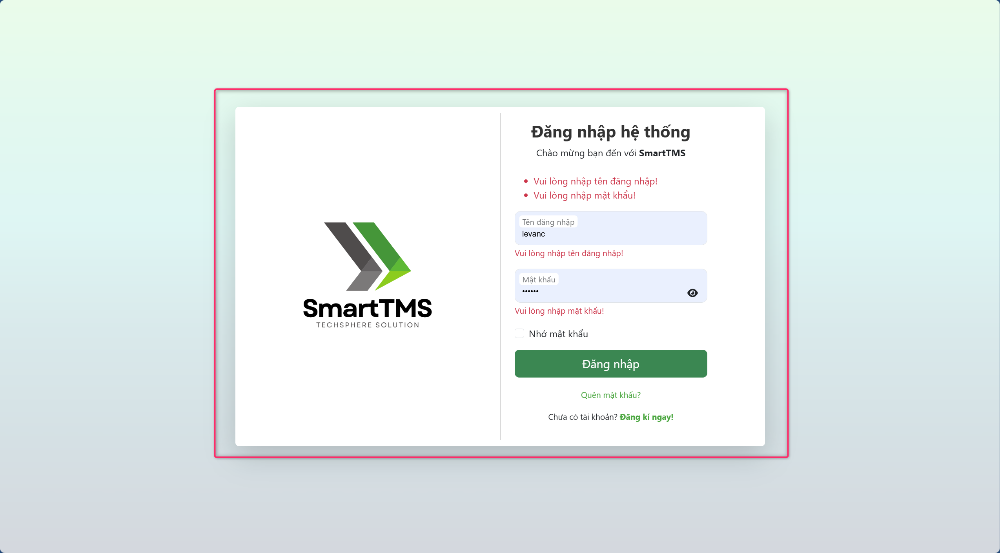 SmartTMS
TECHSPHERE SOLUTION
Đăng nhập hệ thống
Chào mừng bạn đến với SmartTMS
Vui lòng nhập tên đăng nhập!
Vui lòng nhập mật khẩu!
Tên đăng nhập
levanc
Vui lòng nhập tên đăng nhập!
Mật khẩu
••••••
Vui lòng nhập mật khẩu!
Nhớ mật khẩu
Đăng nhập
Quên mật khẩu?
Chưa có tài khoản? Đăng kí ngay!